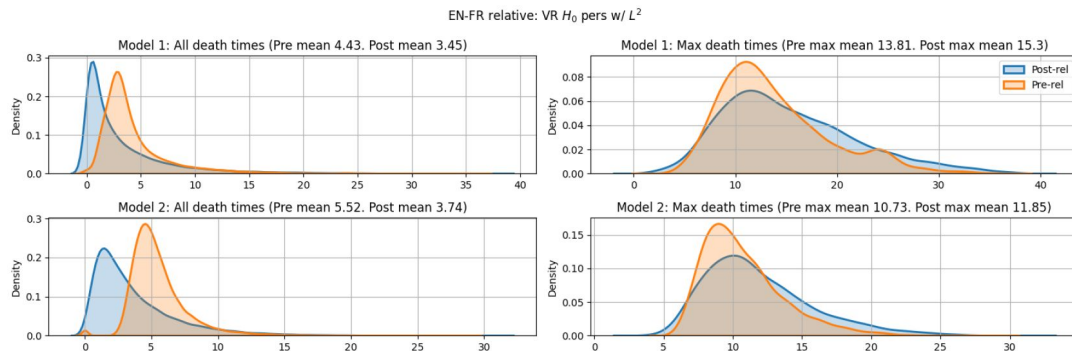 EN-FR relative: VR H₀ pers w/ L²
Model 1: All death times (Pre mean 4.43. Post mean 3.45)
Density
0.3
0.2
0.1
0.0
0 5 10 15 20 25 30 35 40
Model 1: Max death times (Pre max mean 13.81. Post max mean 15.3)
Post-rel
Pre-rel
Density
0.08
0.06
0.04
0.02
0.00
0 10 20 30 40
Model 2: All death times (Pre mean 5.52. Post mean 3.74)
Density
0.3
0.2
0.1
0.0
0 5 10 15 20 25 30
Model 2: Max death times (Pre max mean 10.73. Post max mean 11.85)
Density
0.15
0.10
0.05
0.00
0 5 10 15 20 25 30